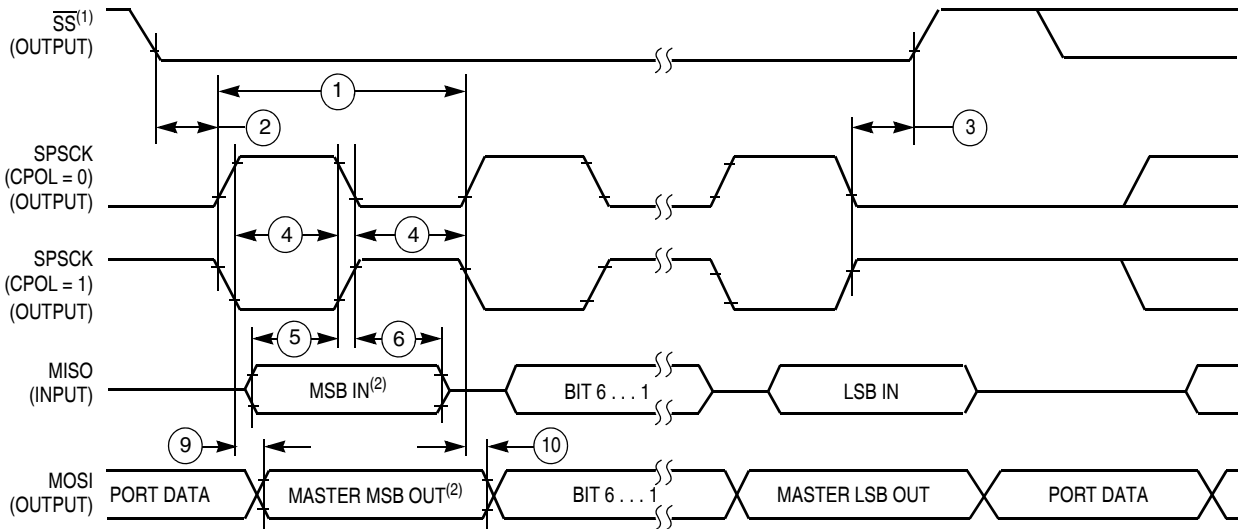 SS(1)
(OUTPUT)
1
2
3
SPSCK
(CPOL = 0)
(OUTPUT)
4
4
SPSCK
(CPOL = 1)
(OUTPUT)
5
6
MISO
(INPUT)
MSB IN(2)
BIT 6 . . . 1
LSB IN
9
10
MOSI
(OUTPUT)
PORT DATA
MASTER MSB OUT(2)
BIT 6 . . . 1
MASTER LSB OUT
PORT DATA